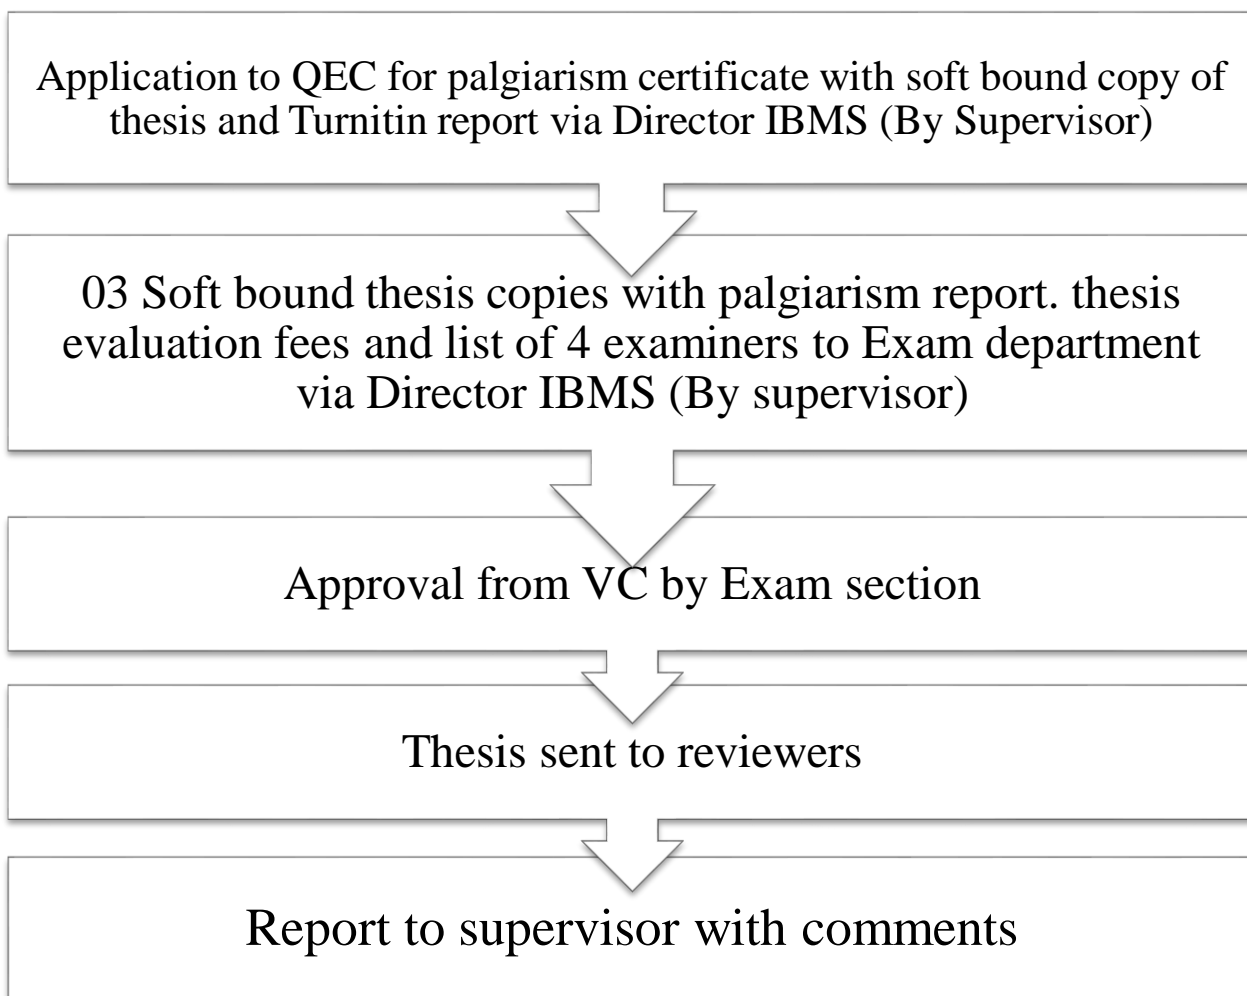 Application to QEC for palgiarism certificate with soft bound copy of
thesis and Turnitin report via Director IBMS (By Supervisor)
03 Soft bound thesis copies with palgiarism report. thesis
evaluation fees and list of 4 examiners to Exam department
via Director IBMS (By supervisor)
Approval from VC by Exam section
Thesis sent to reviewers
Report to supervisor with comments